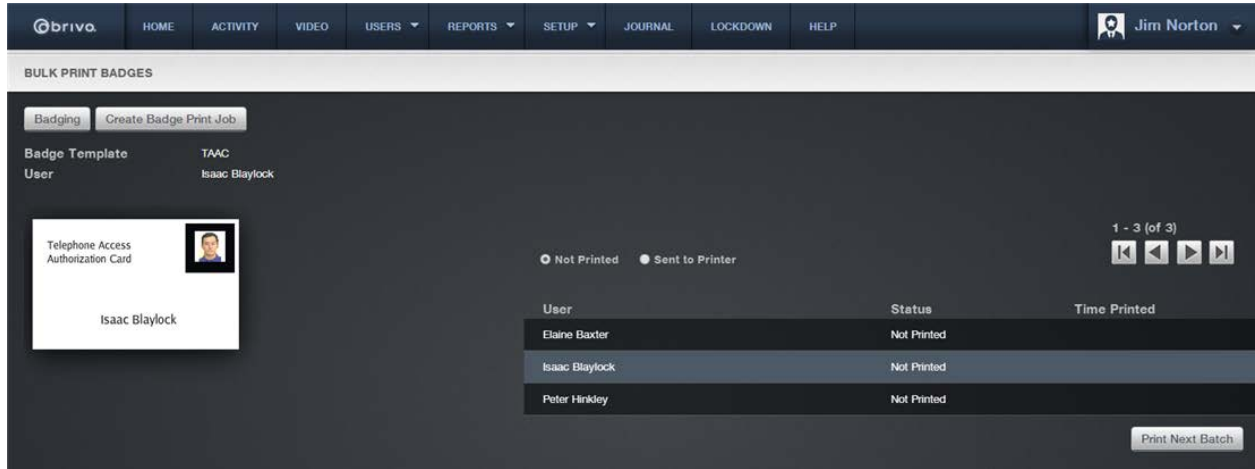 brivo.
HOME ACTIVITY VIDEO USERS REPORTS SETUP JOURNAL LOCKDOWN HELP Jim Norton
BULK PRINT BADGES
Badging Create Badge Print Job
Badge Template TAAC
User Isaac Blaylock
Telephone Access
Authorization Card
Isaac Blaylock
1 - 3 (of 3)
Not Printed Sent to Printer
User Status Time Printed
Elaine Baxter Not Printed
Isaac Blaylock Not Printed
Peter Hinkley Not Printed
Print Next Batch